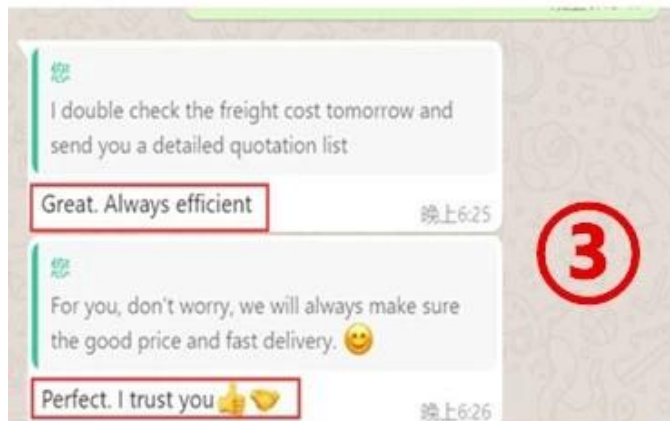 您
I double check the freight cost tomorrow and
send you a detailed quotation list
Great. Always efficient
晚上6:25
您
For you, don't worry, we will always make sure
the good price and fast delivery. 😊
Perfect. I trust you👍🤝
晚上6:26
③